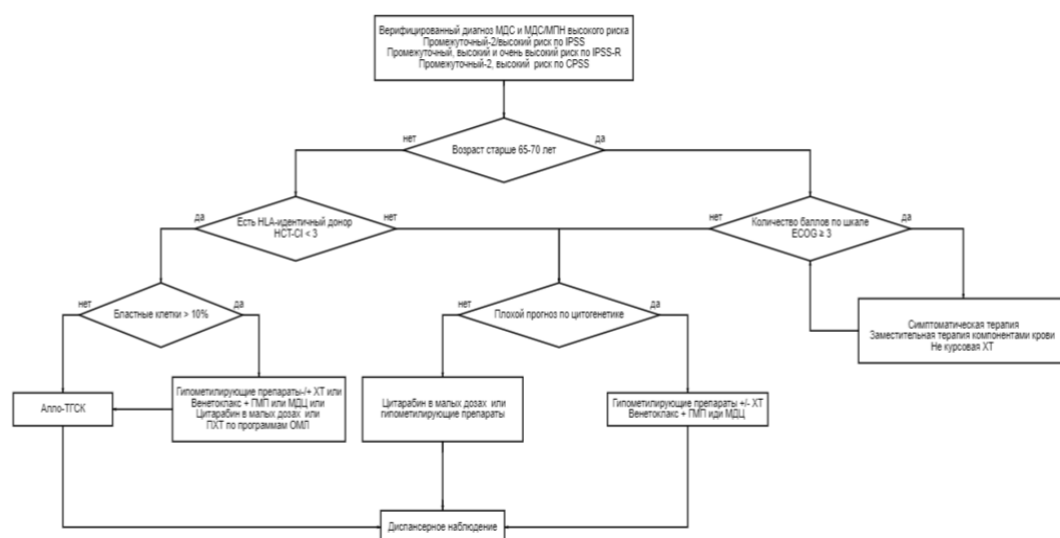 Верифицированный диагноз МДС и МДС/МПН высокого риска
Промежуточный-2/высокий риск по IPSS
Промежуточный, высокий и очень высокий риск по IPSS-R
Промежуточный-2, высокий риск по CPSS
нет
да
Возраст старше 65-70 лет
да
Есть HLA-идентичный донор
HCT-CI < 3
нет
нет
Количество баллов по шкале
ECOG ≥ 3
да
нет
Бластные клетки > 10%
да
нет
Плохой прогноз по цитогенетике
да
Симптоматическая терапия
Заместительная терапия компонентами крови
Не курсовая ХТ
Алло-ТГСК
Гипометилирующие препараты-/+ ХТ или
Венетоклакс + ГМП или МДЦ или
Цитарабин в малых дозах или
ПХТ по программам ОМЛ
Цитарабин в малых дозах или
гипометилирующие препараты
Гипометилирующие препараты +/- ХТ
Венетоклакс + ГМП иди МДЦ
Диспансерное наблюдение